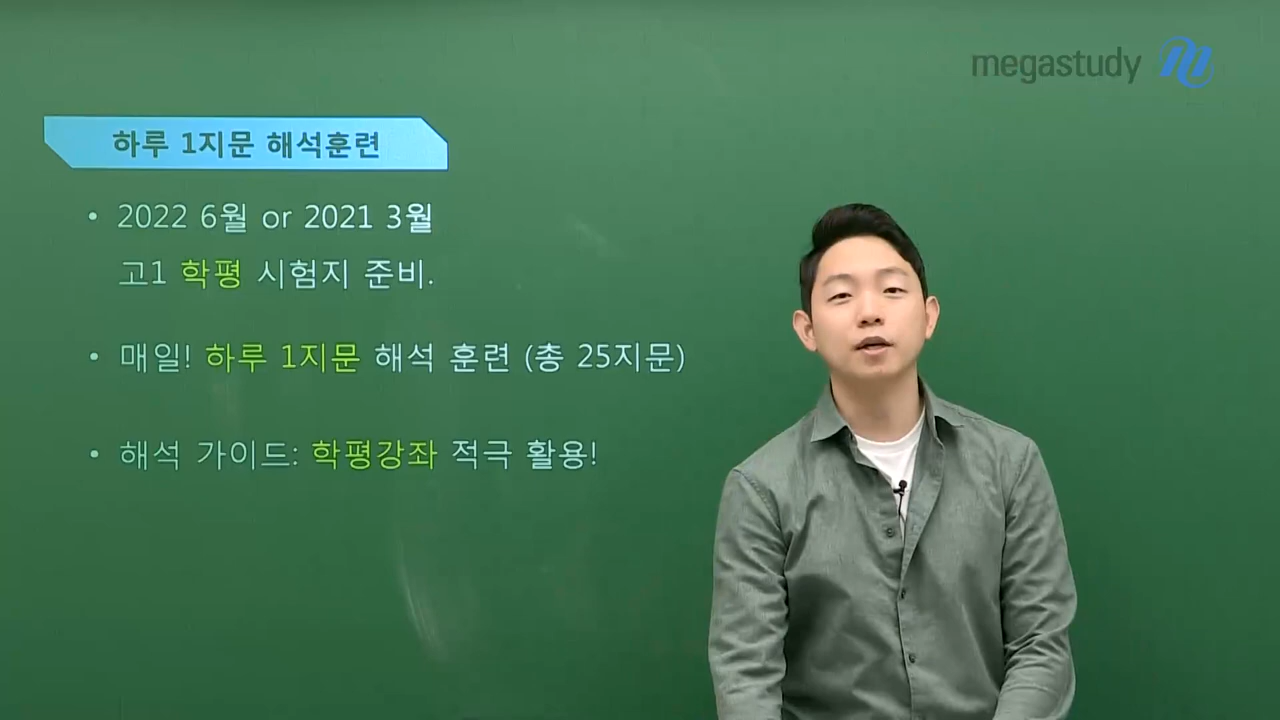 megastudy
하루 1지문 해석훈련
• 2022 6월 or 2021 3월
고1 학평 시험지 준비.
• 매일! 하루 1지문 해석 훈련 (총 25지문)
• 해석 가이드: 학평강좌 적극 활용!